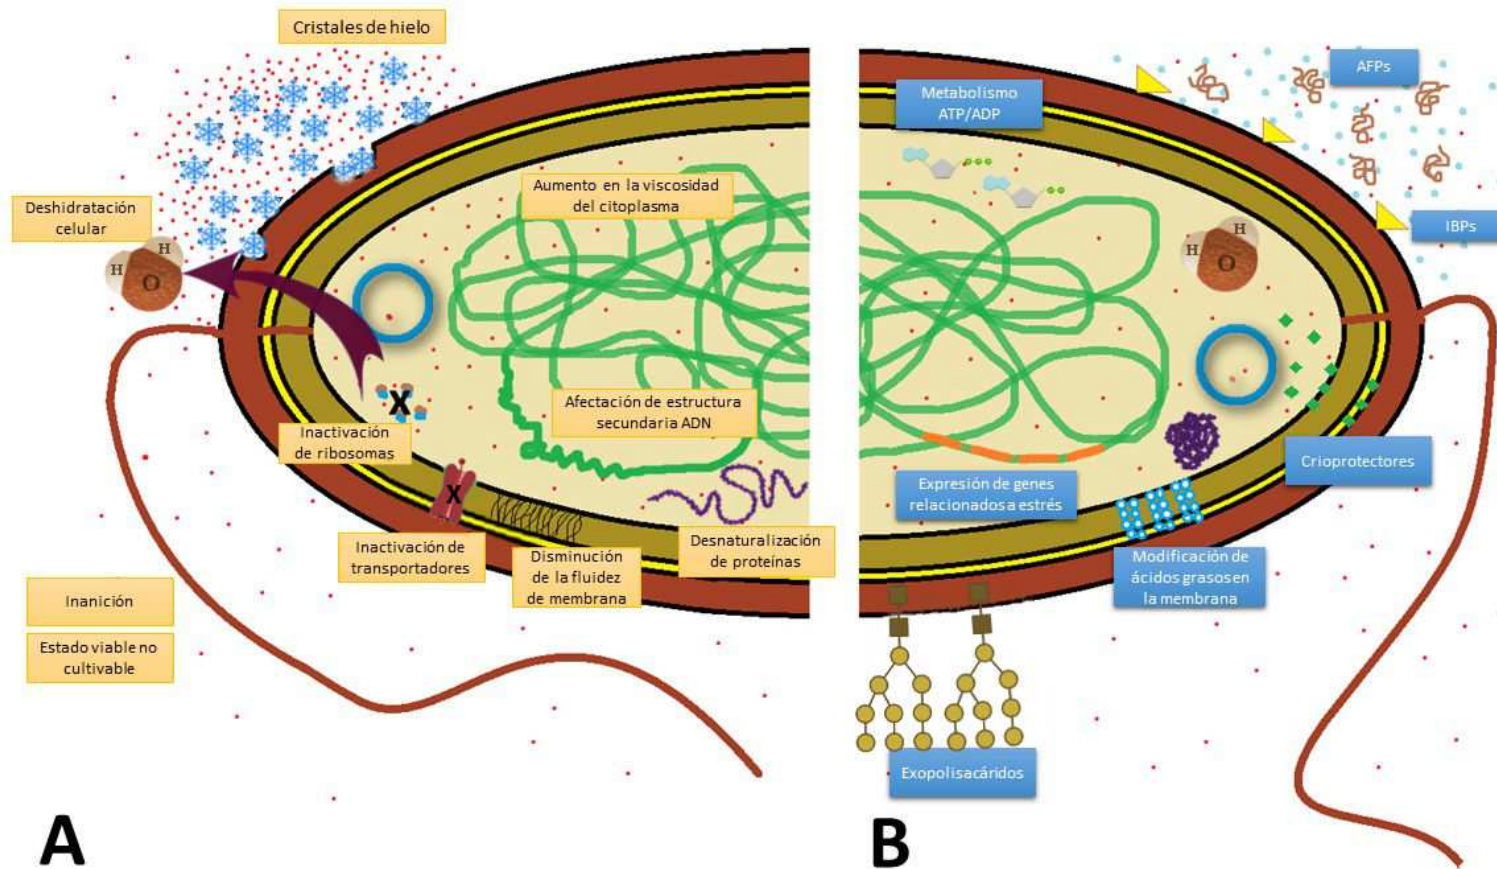 Cristales de hielo
Deshidratación
celular
H
H
O
Aumento en la viscosidad
del citoplasma
X
Inactivación
de ribosomas
Afectación de estructura
secundaria ADN
X
Inactivación de
transportadores
Disminución
de la fluidez
de membrana
Desnaturalización
de proteínas
Inanición
Estado viable no
cultivable
A
Metabolismo
ATP/ADP
AFPs
IBPs
H
H
O
Crioprotectores
Expresión de genes
relacionados a estrés
Modificación de
ácidos grasos en
la membrana
Exopolisacáridos
B